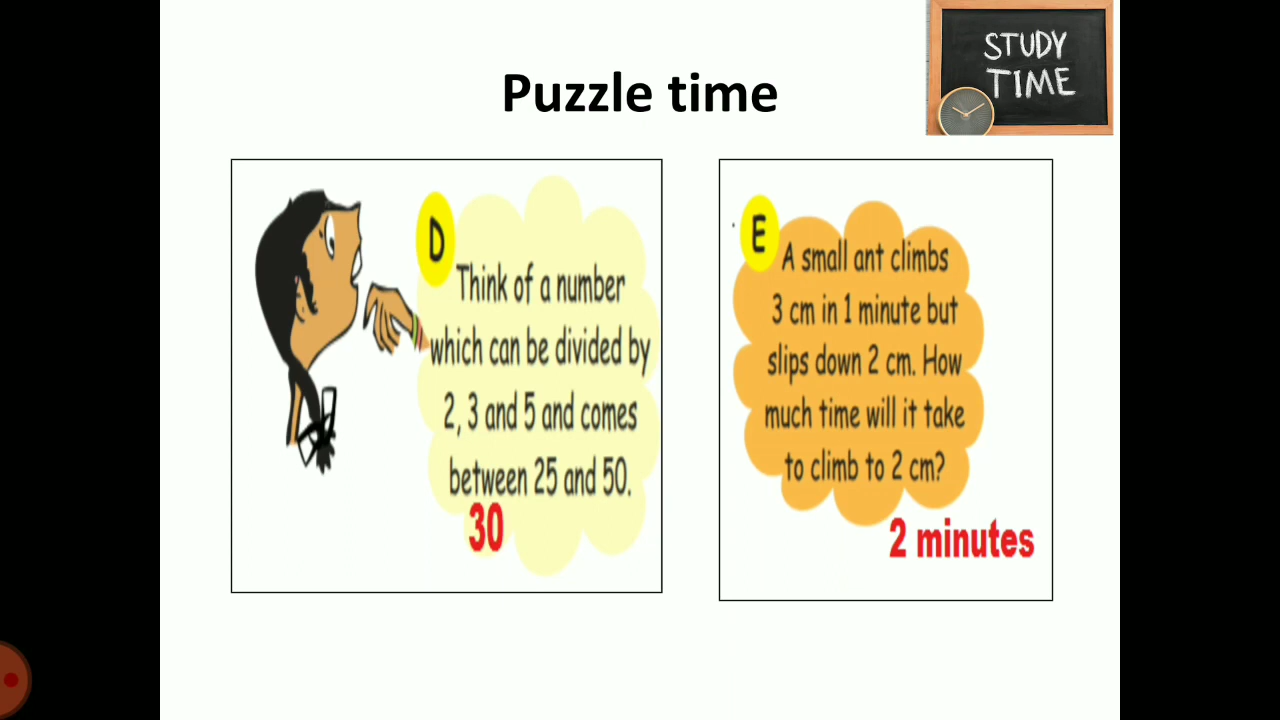 STUDY
TIME
Puzzle time
D
Think of a number
which can be divided by
2, 3 and 5 and comes
between 25 and 50.
30
E
A small ant climbs
3 cm in 1 minute but
slips down 2 cm. How
much time will it take
to climb to 2 cm?
2 minutes